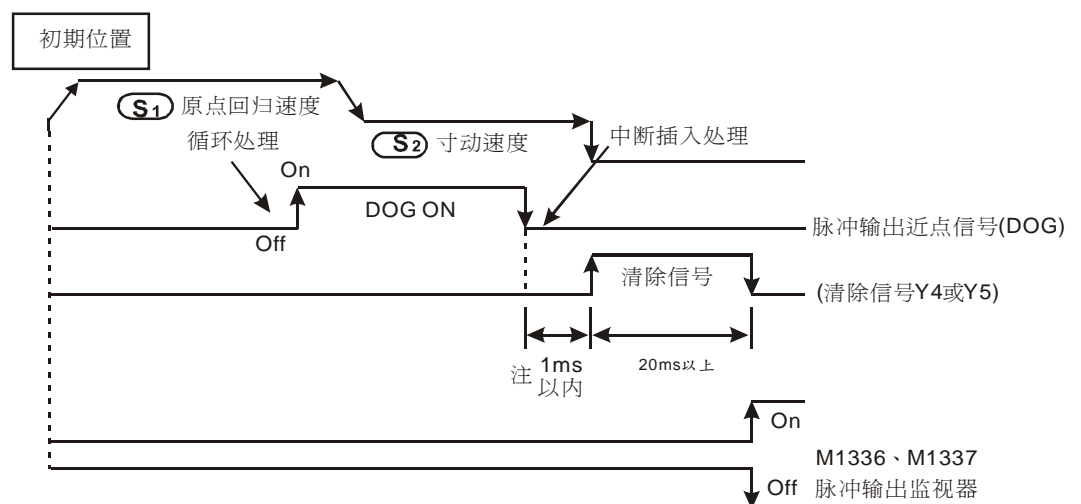 初期位置
S1 原点回归速度
循环处理
S2 寸动速度
中断插入处理
On
DOG ON
Off
脉冲输出近点信号(DOG)
清除信号
(清除信号Y4或Y5)
注 1ms
以内
20ms以上
On
M1336、M1337
Off 脉冲输出监视器